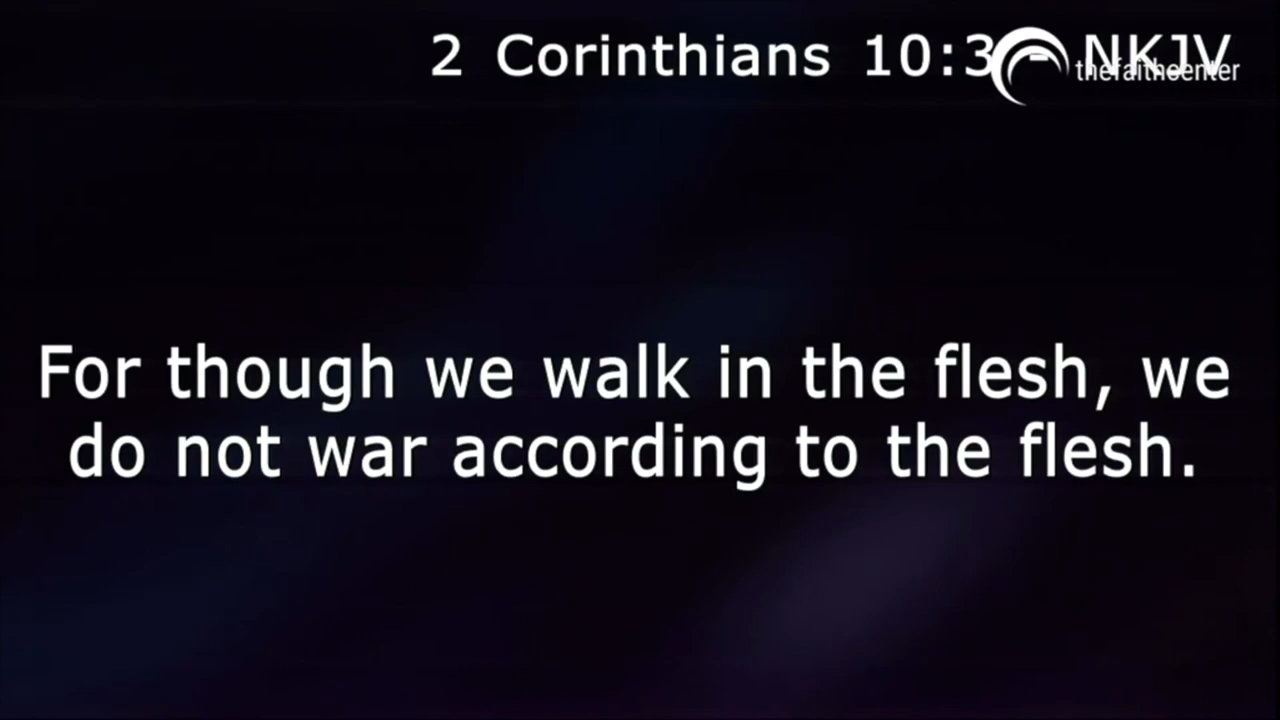 2 Corinthians 10:3 - NKJV
thefaithcenter
For though we walk in the flesh, we
do not war according to the flesh.